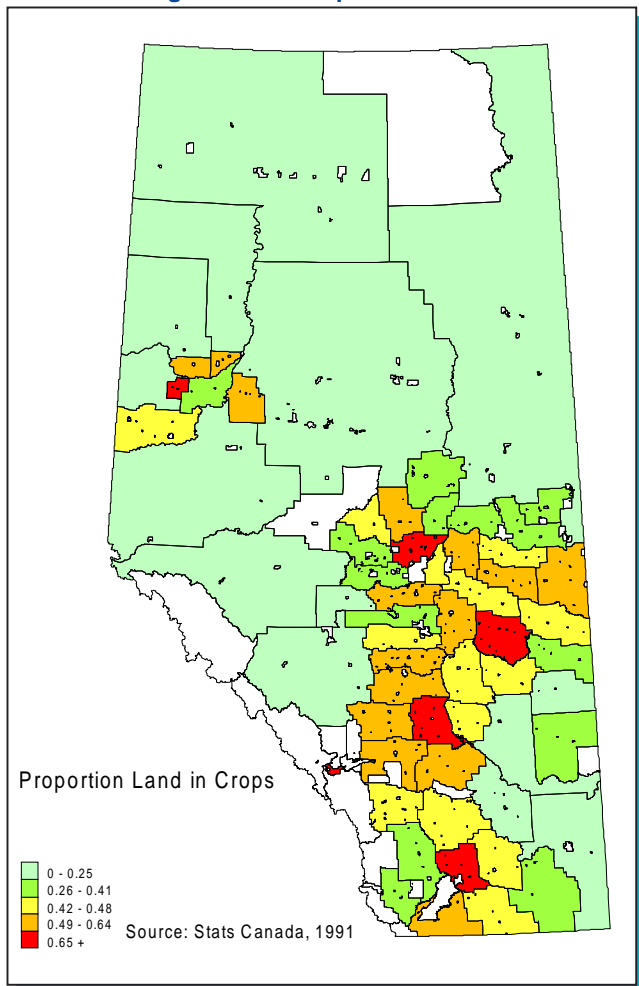 Proportion Land in Crops
0 - 0.25
0.26 - 0.41
0.42 - 0.48
0.49 - 0.64
0.65 +
Source: Stats Canada, 1991